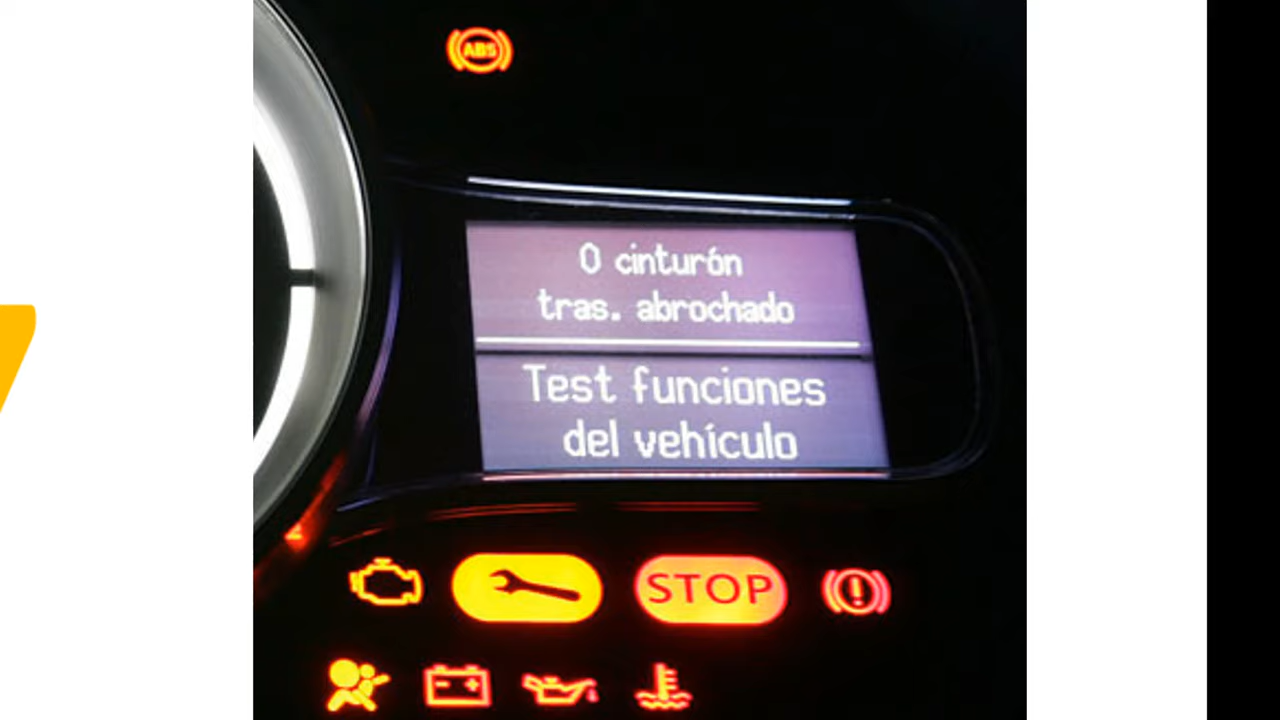 ABS
0 cinturón
tras. abrochado
Test funciones
del vehículo
STOP